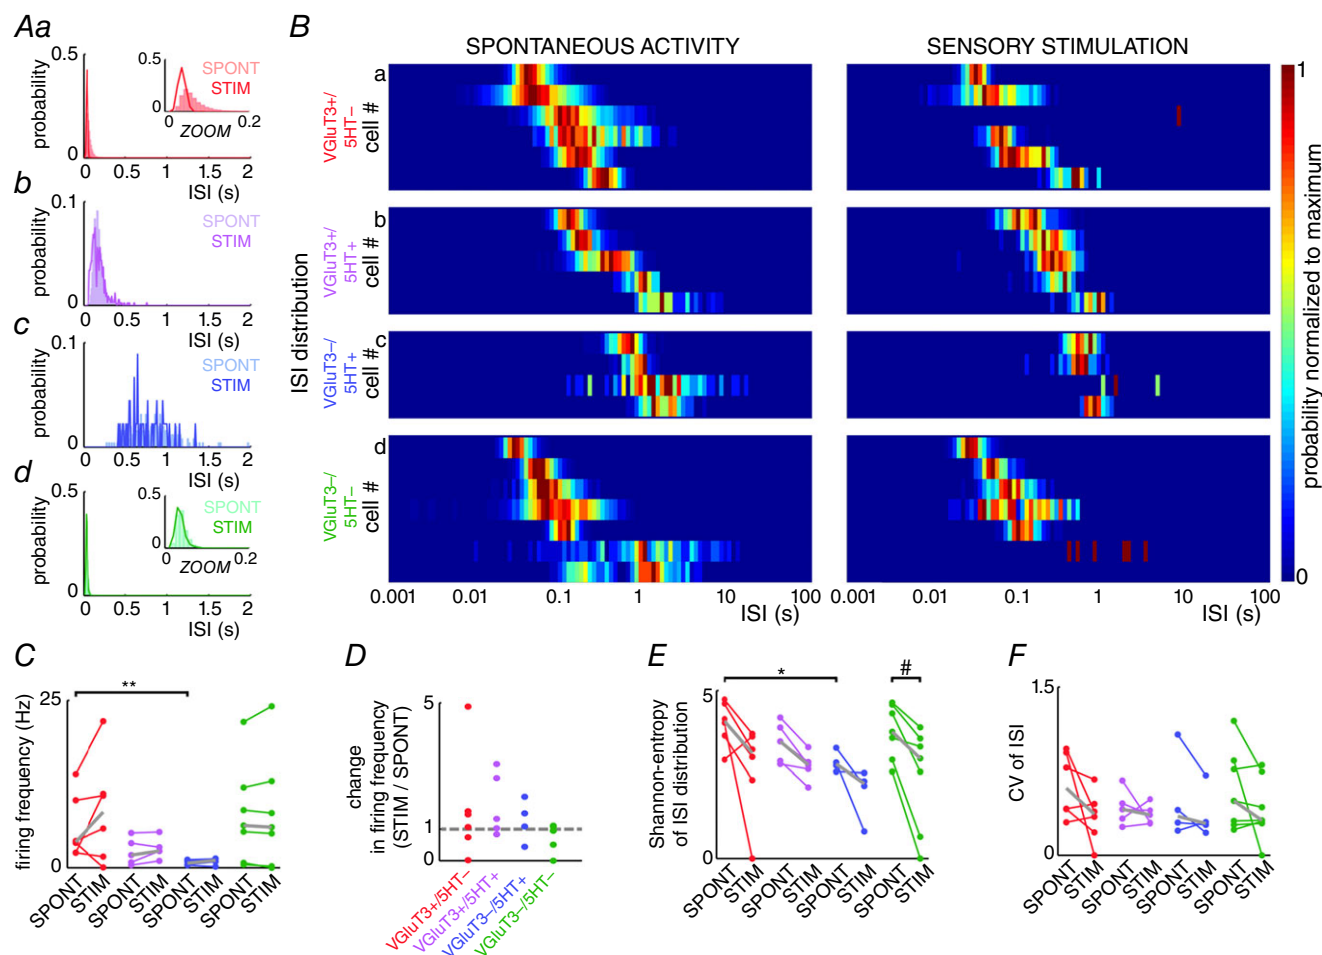 Aa
0.5
probability
0
0 0.5 1 1.5 2
ISI (s)
0.5
0
0 0.2
ZOOM
SPONT
STIM
b
0.1
probability
0
0 0.5 1 1.5 2
ISI (s)
SPONT
STIM
c
0.1
probability
0
0 0.5 1 1.5 2
ISI (s)
SPONT
STIM
d
0.5
probability
0
0 0.5 1 1.5 2
ISI (s)
0.5
0
0 0.2
ZOOM
SPONT
STIM
B
SPONTANEOUS ACTIVITY
SENSORY STIMULATION
ISI distribution
VGluT3+/
5HT–
cell #
a
VGluT3+/
5HT+
cell #
b
VGluT3–/
5HT+
cell #
c
VGluT3–/
5HT–
cell #
d
0.001 0.01 0.1 1 10 100
ISI (s)
0.001 0.01 0.1 1 10 100
ISI (s)
1
0
probability normalized to maximum
C
25
0
firing frequency (Hz)
**
SPONT STIM SPONT STIM SPONT STIM SPONT STIM
D
5
1
0
change
in firing frequency
(STIM / SPONT)
VGluT3+/5HT–
VGluT3+/5HT+
VGluT3–/5HT+
VGluT3–/5HT–
E
5
0
Shannon-entropy
of ISI distribution
*
#
SPONT STIM SPONT STIM SPONT STIM SPONT STIM
F
1.5
0
CV of ISI
SPONT STIM SPONT STIM SPONT STIM SPONT STIM